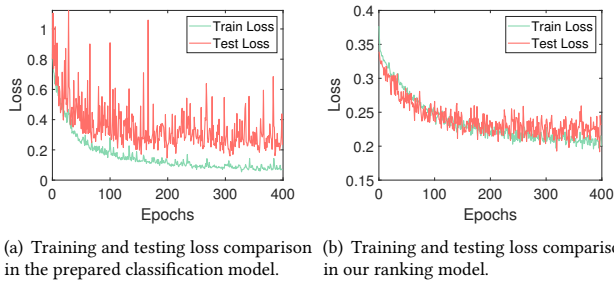 Train Loss
Test Loss
1
0.8
0.6
0.4
0.2
0
0 100 200 300 400
Loss
Epochs
Train Loss
Test Loss
0.4
0.35
0.3
0.25
0.2
0.15
0 100 200 300 400
Loss
Epochs
(a) Training and testing loss comparison
in the prepared classification model.
(b) Training and testing loss comparis
in our ranking model.